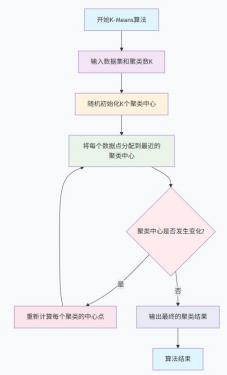 开始K-Means算法
输入数据集和聚类数K
随机初始化K个聚类中心
将每个数据点分配到最近的
聚类中心
聚类中心是否发生变化?
是
否
重新计算每个聚类的中心点
输出最终的聚类结果
算法结束